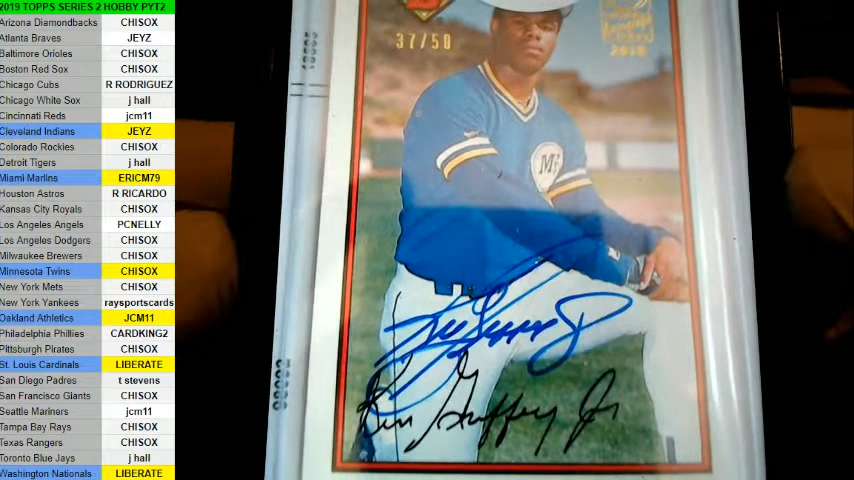 2019 TOPPS SERIES 2 HOBBY PYT2
Arizona Diamondbacks CHISOX
Atlanta Braves JEYZ
Baltimore Orioles CHISOX
Boston Red Sox CHISOX
Chicago Cubs R RODRIGUEZ
Chicago White Sox j hall
Cincinnati Reds jcm11
Cleveland Indians JEYZ
Colorado Rockies CHISOX
Detroit Tigers j hall
Miami Marlins ERICM79
Houston Astros R RICARDO
Kansas City Royals CHISOX
Los Angeles Angels PCNELLY
Los Angeles Dodgers CHISOX
Milwaukee Brewers CHISOX
Minnesota Twins CHISOX
New York Mets CHISOX
New York Yankees raysportscards
Oakland Athletics JCM11
Philadelphia Phillies CARDKING2
Pittsburgh Pirates CHISOX
St. Louis Cardinals LIBERATE
San Diego Padres t stevens
San Francisco Giants CHISOX
Seattle Mariners jcm11
Tampa Bay Rays CHISOX
Texas Rangers CHISOX
Toronto Blue Jays j hall
Washington Nationals LIBERATE
37/50
Ken Griffey Jr